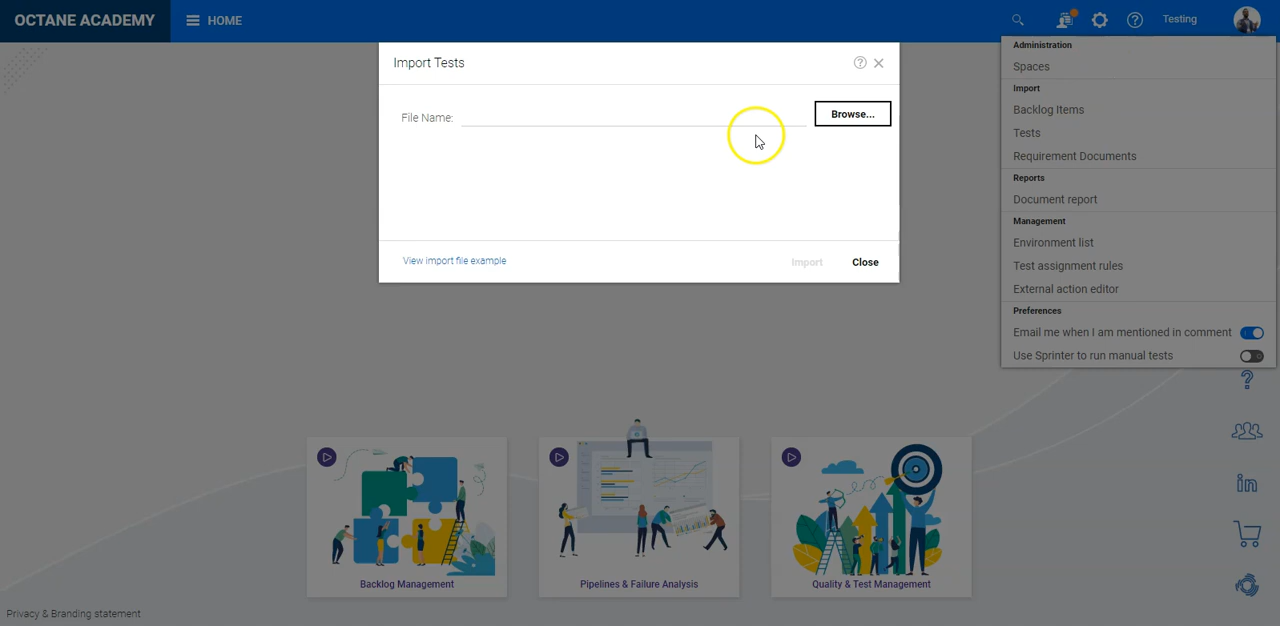 OCTANE ACADEMY
HOME
Testing
Import Tests
File Name:
Browse...
View import file example
Import
Close
Administration
Spaces
Import
Backlog Items
Tests
Requirement Documents
Reports
Document report
Management
Environment list
Test assignment rules
External action editor
Preferences
Email me when I am mentioned in comment
Use Sprinter to run manual tests
Backlog Management
Pipelines & Failure Analysis
Quality & Test Management
Privacy & Branding statement